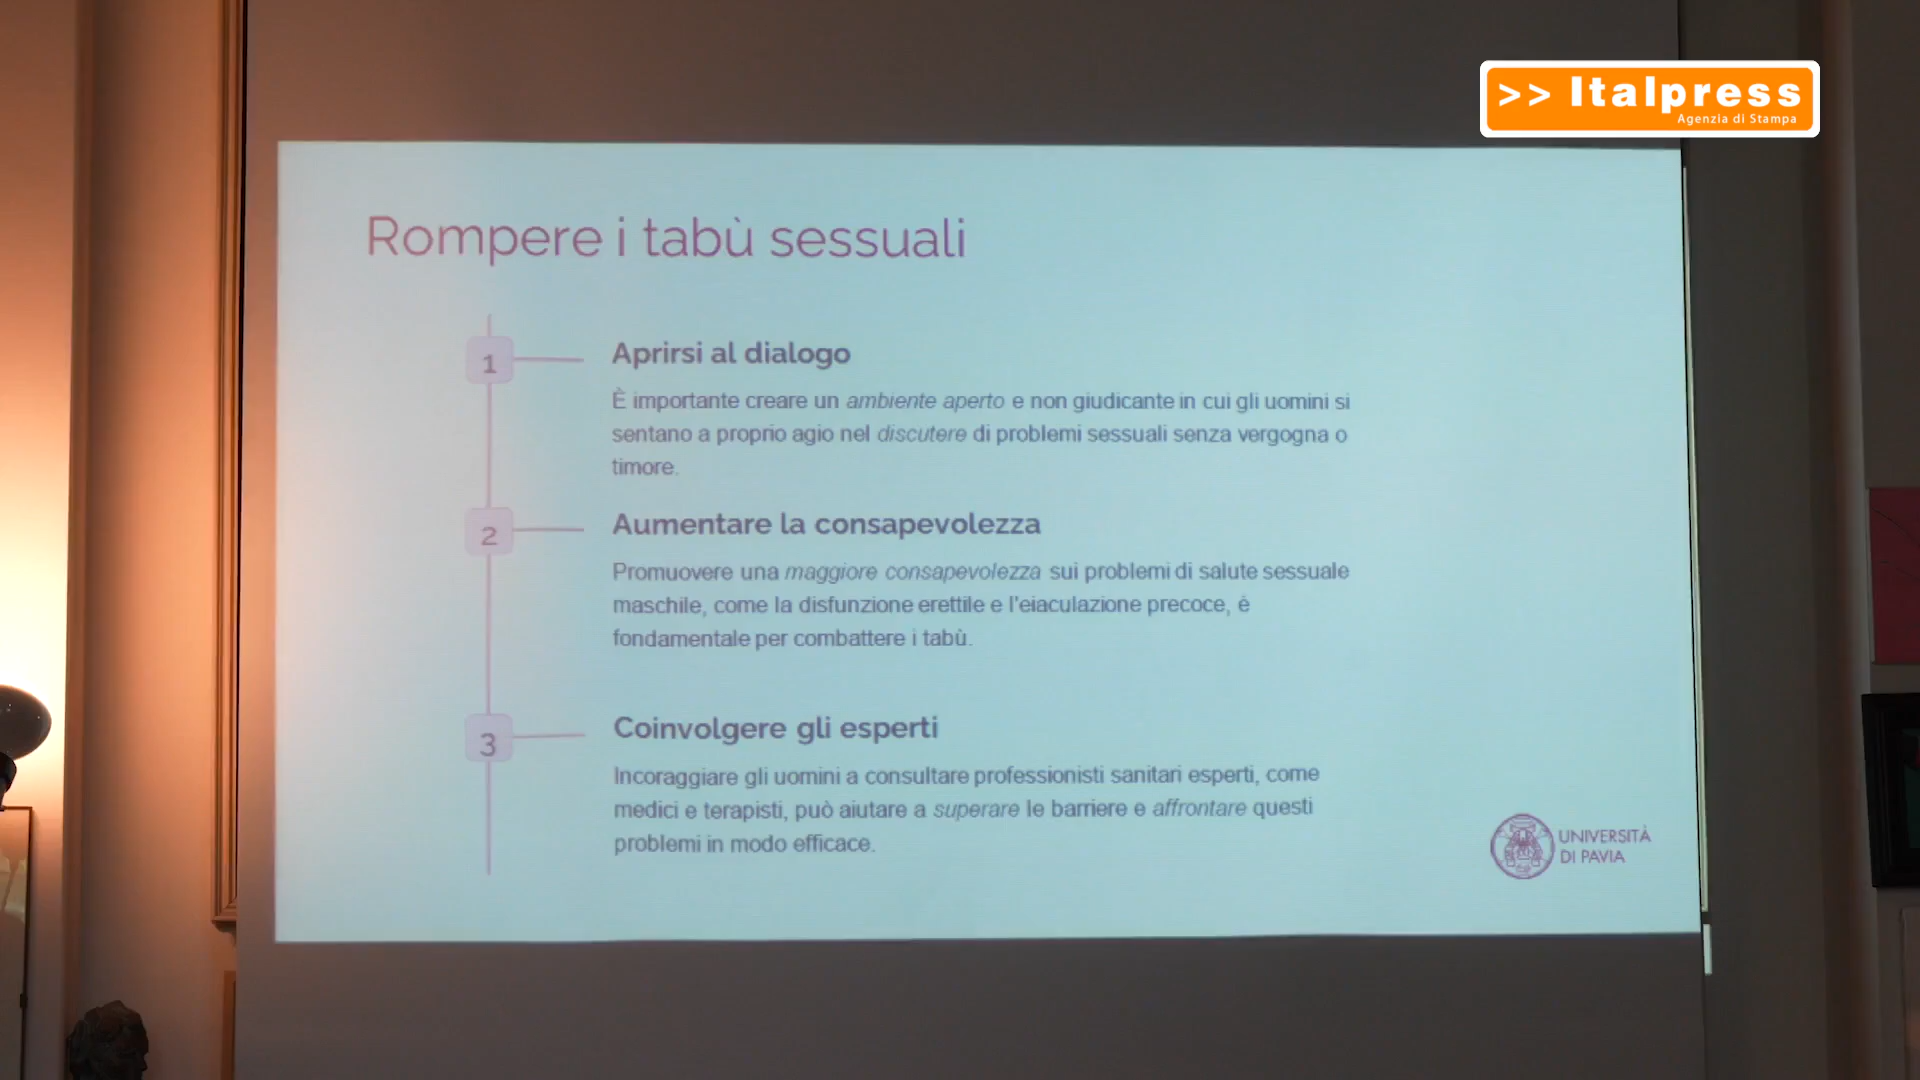 >> Italpress
Agenzia di Stampa
Rompere i tabù sessuali
1
Aprirsi al dialogo
È importante creare un ambiente aperto e non giudicante in cui gli uomini si
sentano a proprio agio nel discutere di problemi sessuali senza vergogna o
timore.
2
Aumentare la consapevolezza
Promuovere una maggiore consapevolezza sui problemi di salute sessuale
maschile, come la disfunzione erettile e l'eiaculazione precoce, è
fondamentale per combattere i tabù.
3
Coinvolgere gli esperti
Incoraggiare gli uomini a consultare professionisti sanitari esperti, come
medici e terapisti, può aiutare a superare le barriere e affrontare questi
problemi in modo efficace.
UNIVERSITÀ
DI PAVIA